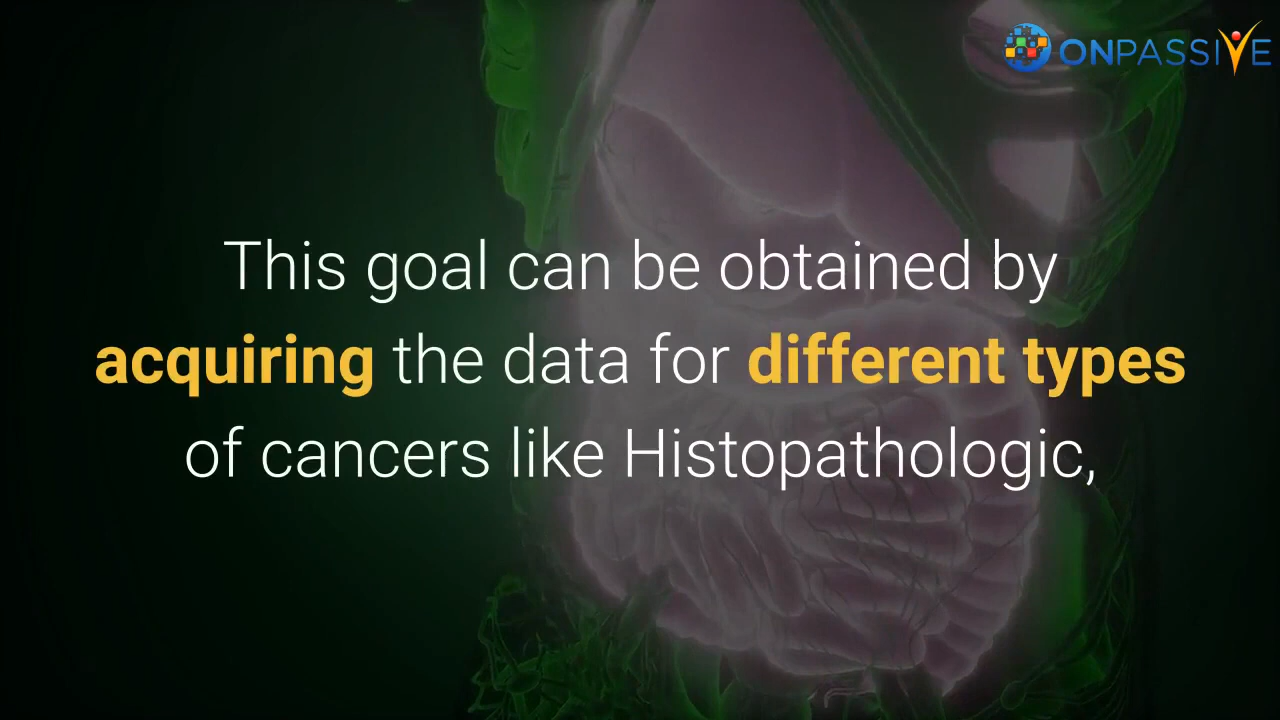 ONPASSIVE
This goal can be obtained by
acquiring the data for different types
of cancers like Histopathologic,